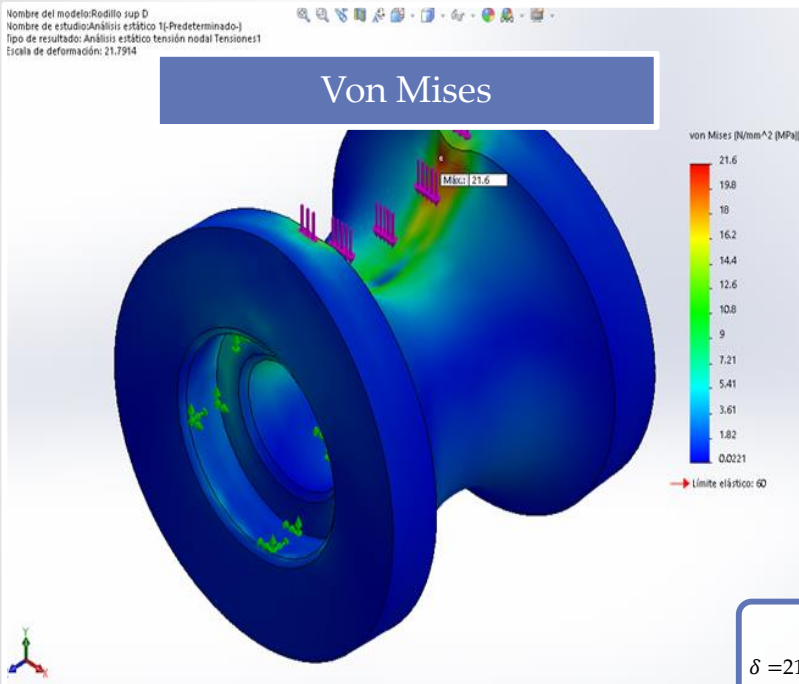 Nombre del modelo:Rodillo sup D
Nombre de estudio:Análisis estático 1(-Predeterminado-)
Tipo de resultado: Análisis estático tensión nodal Tensiones1
Escala de deformación: 21.7914
Von Mises
von Mises (N/mm^2 (MPa))
Máx.: 21.6
21.6
19.8
18
16.2
14.4
12.6
10.8
9
7.21
5.41
3.61
1.82
0.0221
Límite elástico: 60
Y
X
δ =21